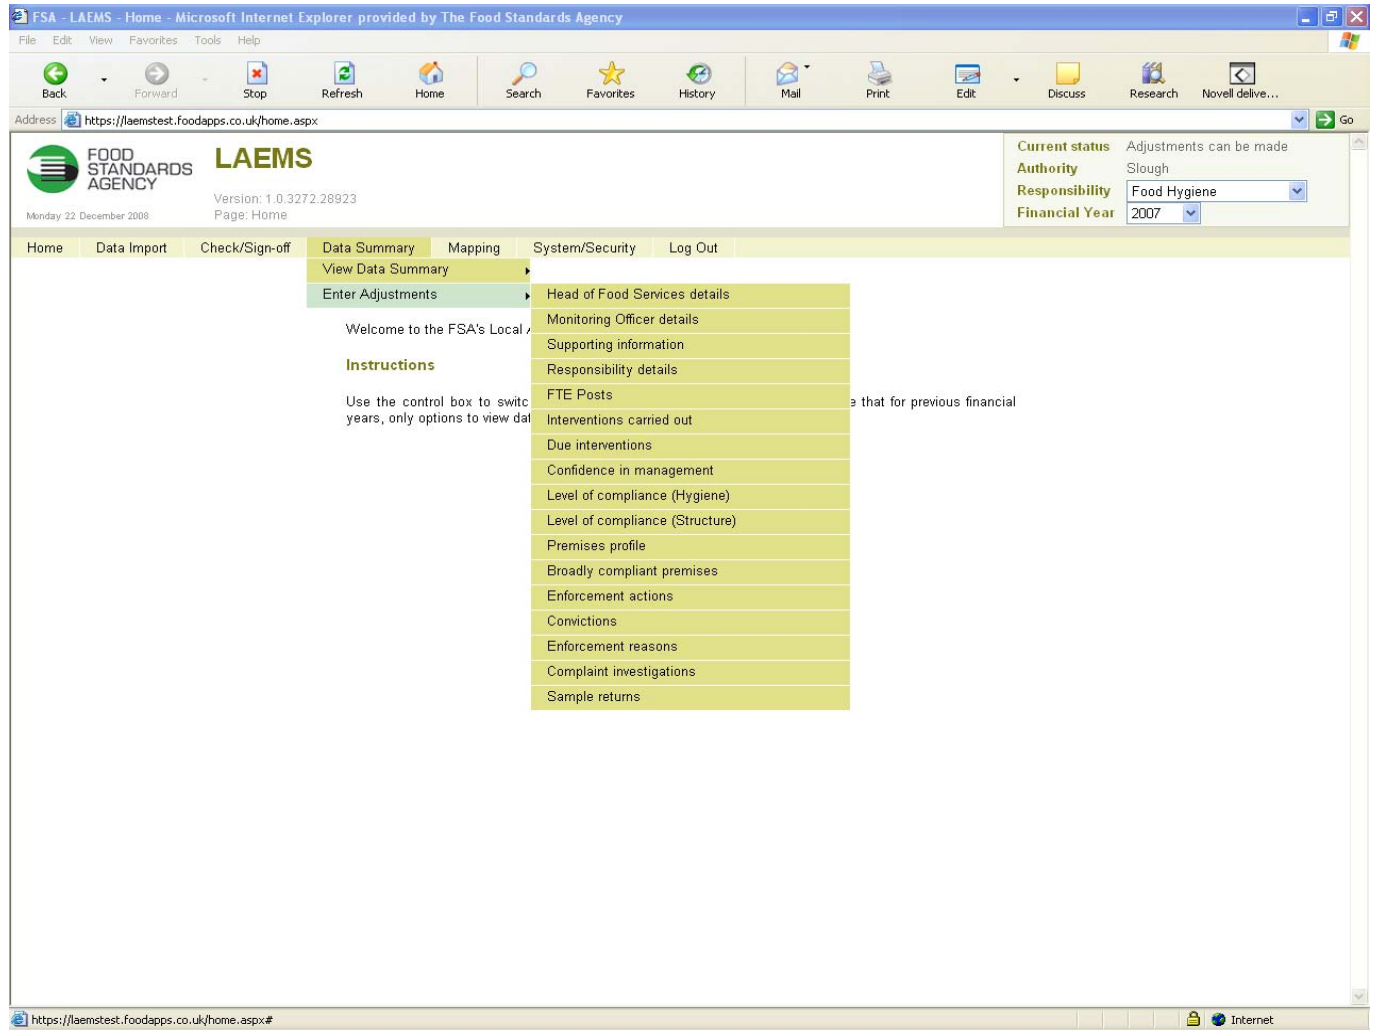 FSA - LAEMS - Home - Microsoft Internet Explorer provided by The Food Standards Agency
File Edit View Favorites Tools Help
Back Forward Stop Refresh Home Search Favorites History Mail Print Edit Discuss Research Novell delive...
Address https://laemstest.foodapps.co.uk/home.aspx Go
FOOD
STANDARDS
AGENCY
Monday 22 December 2008
LAEMS
Version: 1.0.3272.28923
Page: Home
Current status Adjustments can be made
Authority Slough
Responsibility Food Hygiene
Financial Year 2007
Home Data Import Check/Sign-off Data Summary Mapping System/Security Log Out
View Data Summary
Enter Adjustments
Head of Food Services details
Monitoring Officer details
Supporting information
Responsibility details
FTE Posts
Interventions carried out
Due interventions
Confidence in management
Level of compliance (Hygiene)
Level of compliance (Structure)
Premises profile
Broadly compliant premises
Enforcement actions
Convictions
Enforcement reasons
Complaint investigations
Sample returns
Welcome to the FSA's Local
Instructions
Use the control box to switc e that for previous financial
years, only options to view dat
https://laemstest.foodapps.co.uk/home.aspx# Internet